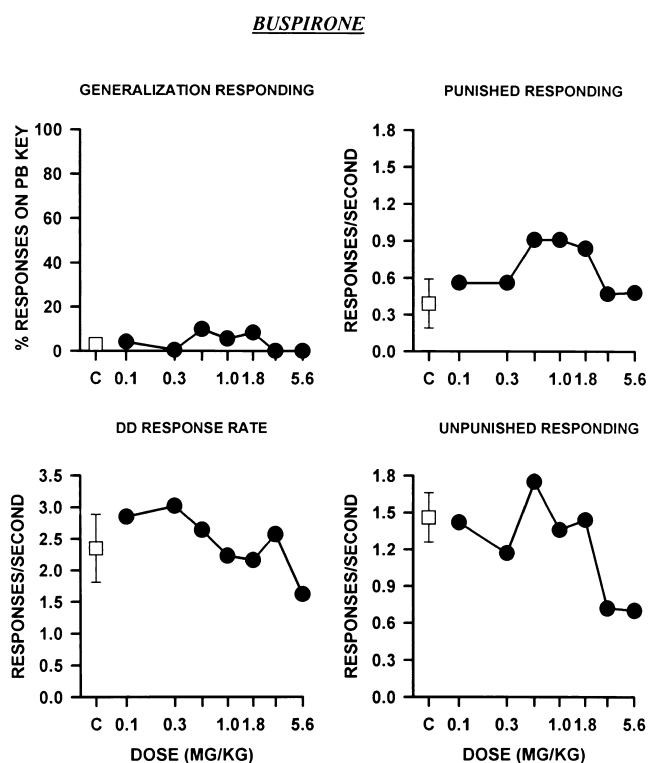 BUSPIRONE
GENERALIZATION RESPONDING
% RESPONSES ON PB KEY
100
80
60
40
20
0
C 0.1 0.3 1.0 1.8 5.6
PUNISHED RESPONDING
RESPONSES/SECOND
1.8
1.5
1.2
0.9
0.6
0.3
0.0
C 0.1 0.3 1.0 1.8 5.6
DD RESPONSE RATE
RESPONSES/SECOND
3.5
3.0
2.5
2.0
1.5
1.0
0.5
0.0
C 0.1 0.3 1.0 1.8 5.6
DOSE (MG/KG)
UNPUNISHED RESPONDING
RESPONSES/SECOND
1.8
1.5
1.2
0.9
0.6
0.3
0.0
C 0.1 0.3 1.0 1.8 5.6
DOSE (MG/KG)